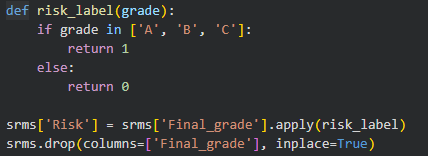 def risk_label(grade):
    if grade in ['A', 'B', 'C']:
        return 1
    else:
        return 0
srms['Risk'] = srms['Final_grade'].apply(risk_label)
srms.drop(columns=['Final_grade'], inplace=True)